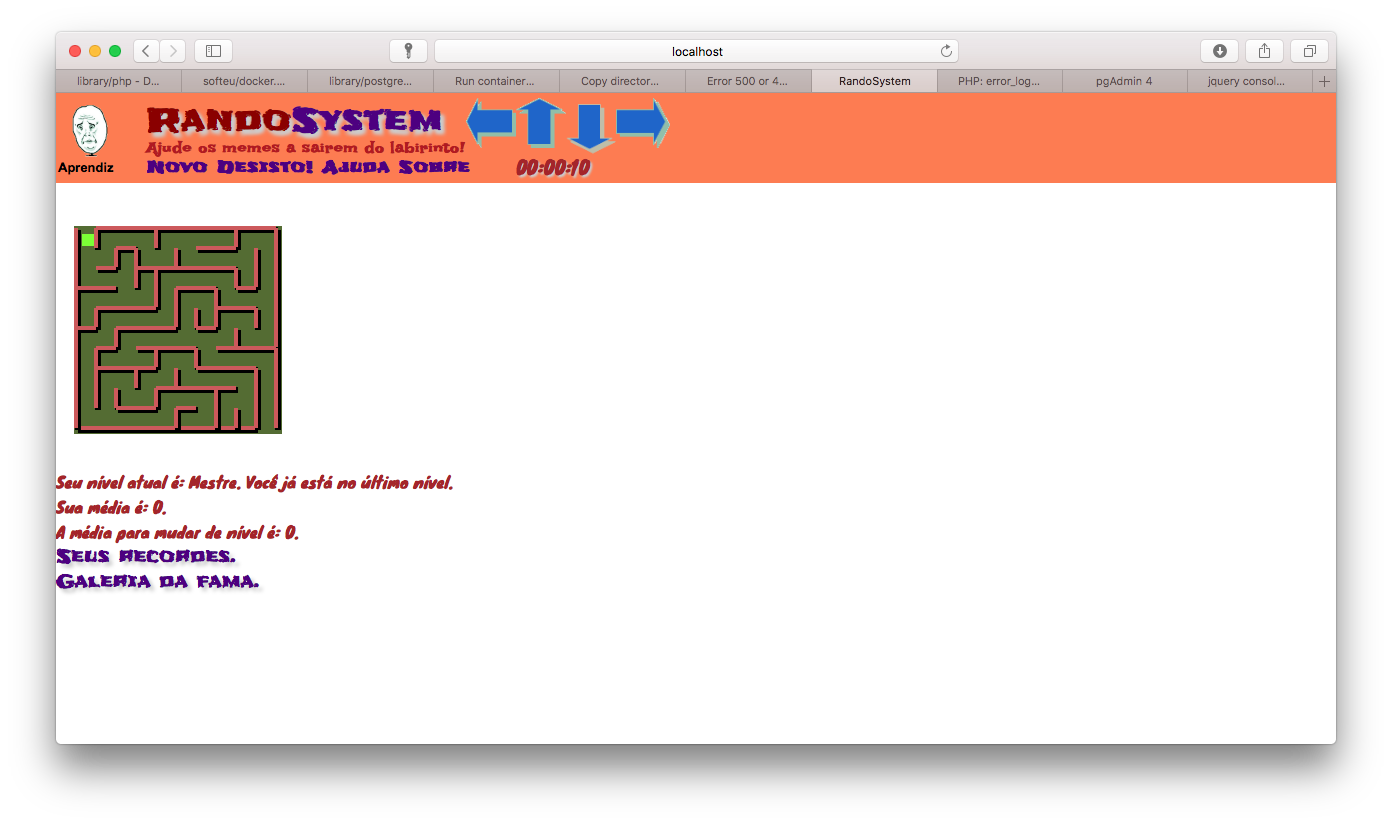 localhost
library/php - D...
softeu/docker....
library/postgre...
Run container...
Copy director...
Error 500 or 4...
RandoSystem
PHP: error_log...
pgAdmin 4
jquery consol...
RandoSystem
Ajude os memes a sairem do labirinto!
Aprendiz
Novo Desisto! Ajuda Sobre
00:00:10
Seu nível atual é: Mestre. Você já está no último nível.
Sua média é: 0.
A média para mudar de nível é: 0.
Seus recordes.
Galeria da fama.